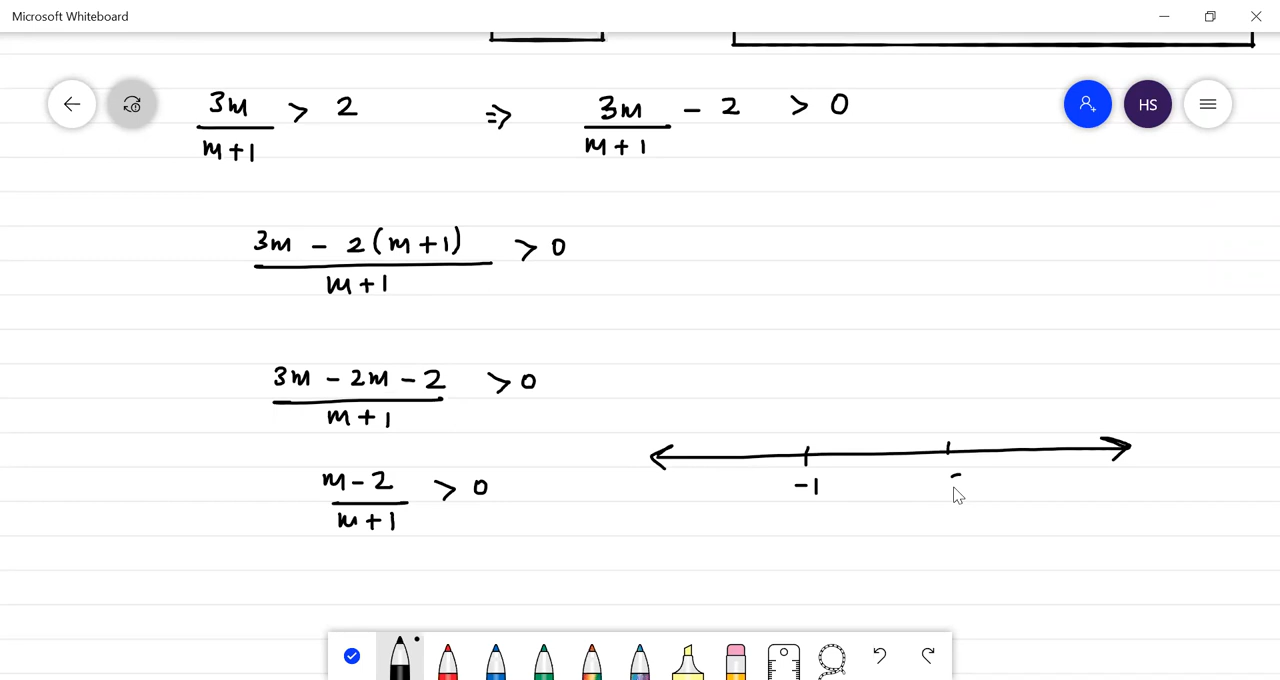 Microsoft Whiteboard
3m/m+1 > 2 ⇒ 3m/m+1 - 2 > 0
HS
3m - 2(m+1)/m+1 > 0
3m - 2m - 2/m+1 > 0
m-2/m+1 > 0
-1